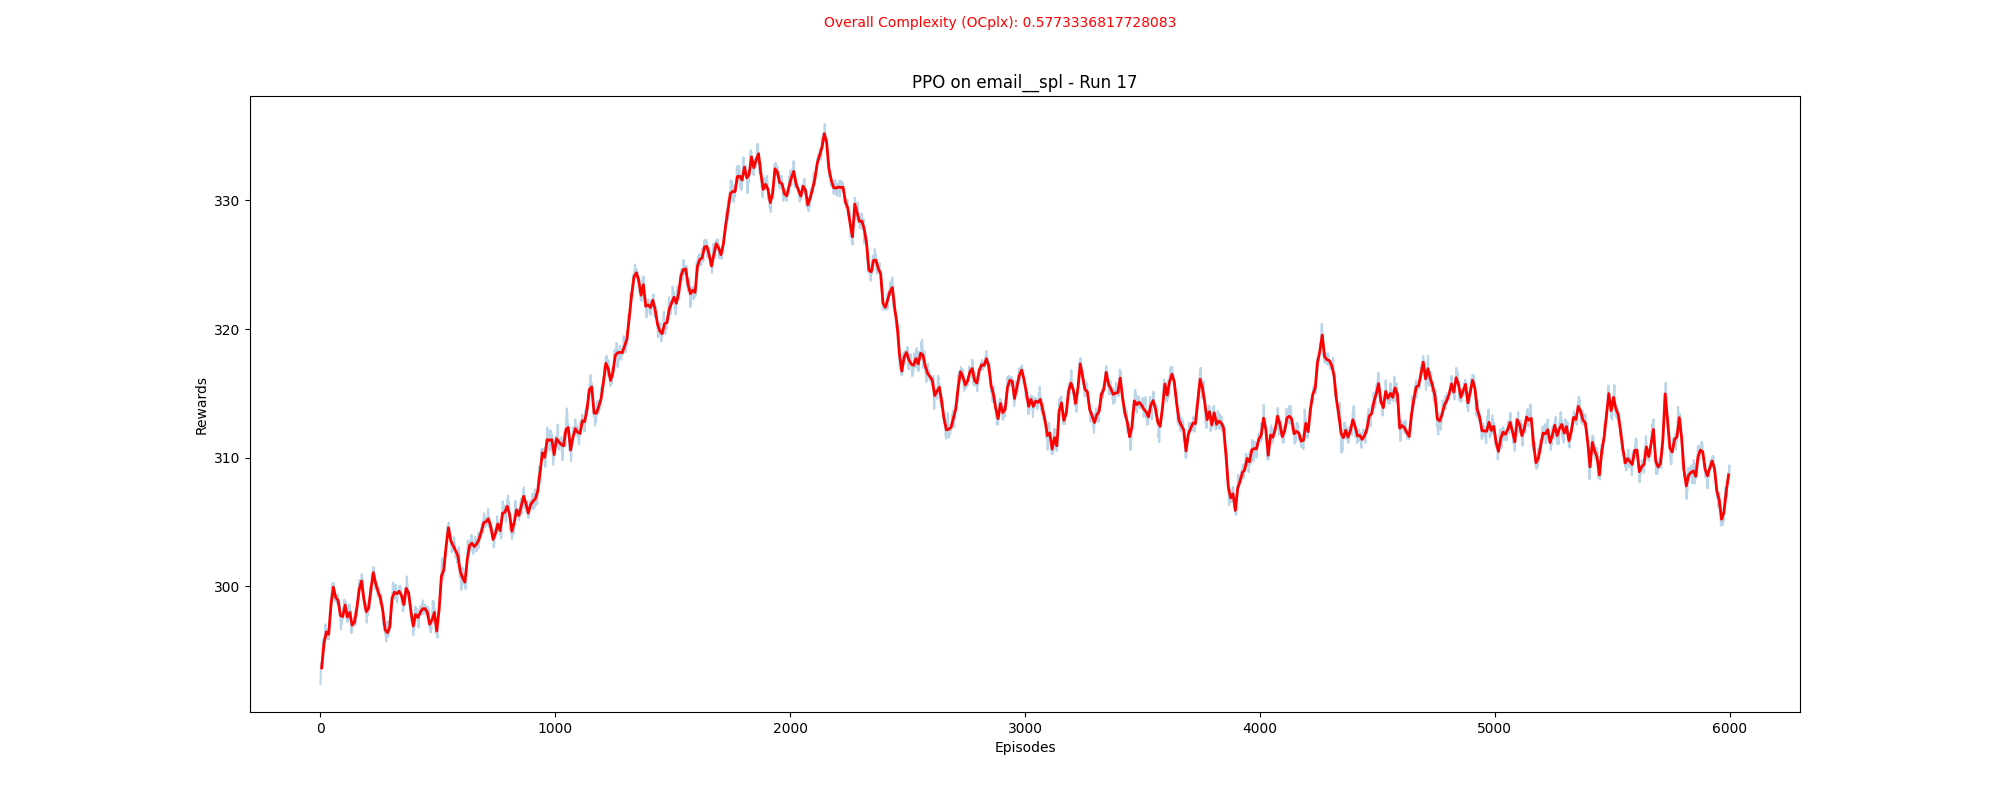 Overall Complexity (OCplx): 0.5773336817728083
PPO on email__spl - Run 17
Rewards
330
320
310
300
0 1000 2000 3000 4000 5000 6000
Episodes